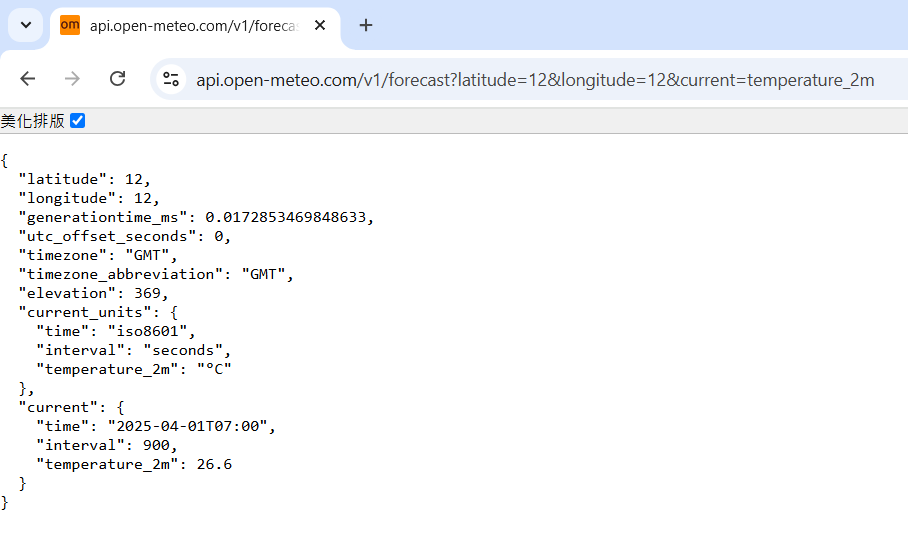 om api.open-meteo.com/v1/foreca
api.open-meteo.com/v1/forecast?latitude=12&longitude=12&current=temperature_2m
美化排版
{
  "latitude": 12,
  "longitude": 12,
  "generationtime_ms": 0.0172853469848633,
  "utc_offset_seconds": 0,
  "timezone": "GMT",
  "timezone_abbreviation": "GMT",
  "elevation": 369,
  "current_units": {
    "time": "iso8601",
    "interval": "seconds",
    "temperature_2m": "°C"
  },
  "current": {
    "time": "2025-04-01T07:00",
    "interval": 900,
    "temperature_2m": 26.6
  }
}